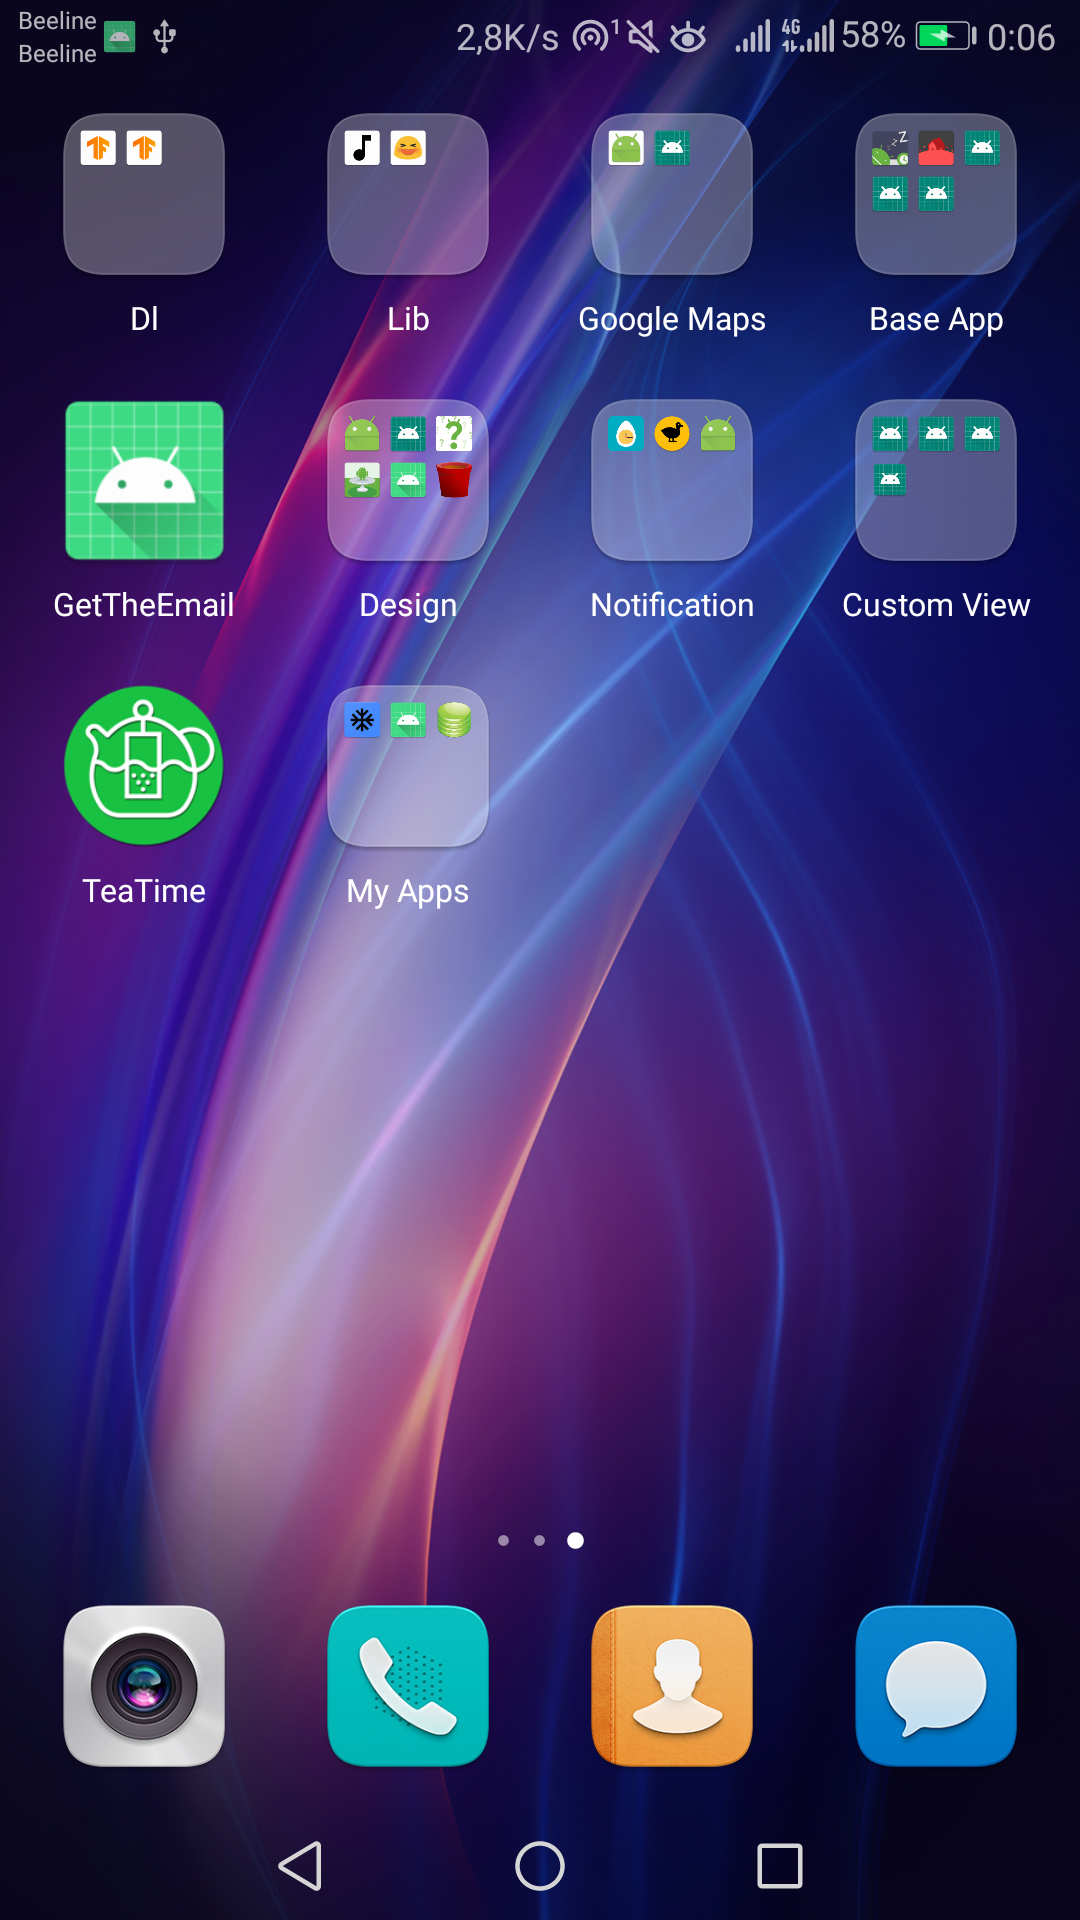 Beeline
Beeline
2,8K/s 1 4G 58% 0:06
Dl Lib Google Maps Base App
GetTheEmail Design Notification Custom View
TeaTime My Apps